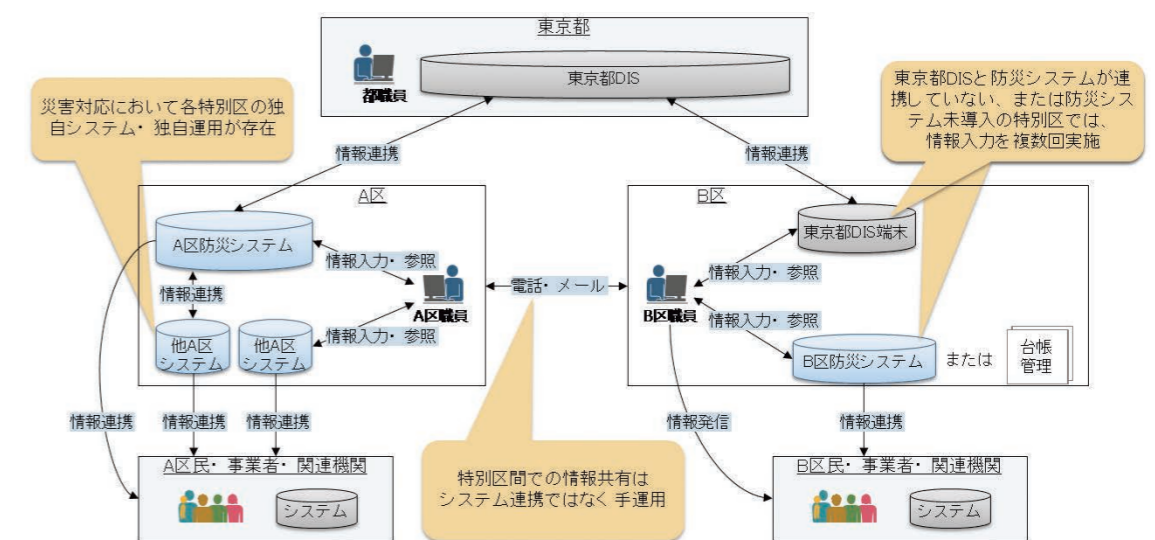 東京都
東京都DIS
都職員
災害対応において各特別区の独
自システム・独自運用が存在
東京都DISと防災システムが連
携していない、または防災シス
テム未導入の特別区では、
情報入力を複数回実施
情報連携
情報連携
A区
A区防災システム
情報入力・参照
情報連携
A区職員
情報入力・参照
他A区
システム
他A区
システム
電話・メール
B区
東京都DIS端末
情報入力・参照
B区職員
情報入力・参照
B区防災システム
または
台帳
管理
情報連携
情報連携
情報連携
情報発信
情報連携
A区民・事業者・関連機関
システム
特別区間での情報共有は
システム連携ではなく手運用
B区民・事業者・関連機関
システム